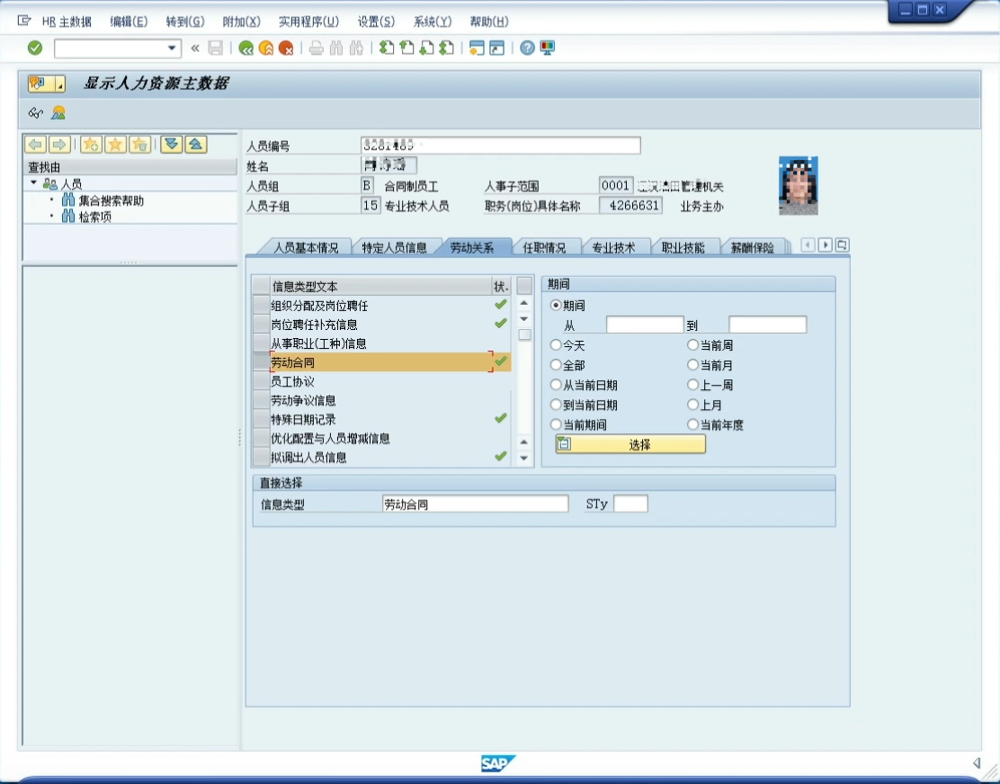 HR 主数据 编辑(E) 转到(G) 附加(X) 实用程序(U) 设置(S) 系统(Y) 帮助(H)
显示人力资源主数据
查找由
人员
集合搜索帮助
检索项
人员编号
姓名
人员组 B 合同制员工 人事子范围 0001 管理机关
人员子组 15 专业技术人员 职务(岗位)具体名称 4266631 业务主办
人员基本情况 特定人员信息 劳动关系 任职情况 专业技术 职业技能 薪酬保险
信息类型文本 状.
组织分配及岗位聘任
岗位聘任补充信息
从事职业(工种)信息
劳动合同
员工协议
劳动争议信息
特殊日期记录
优化配置与人员增减信息
拟调出人员信息
期间
期间
从 到
今天 当前周
全部 当前月
从当前日期 上一周
到当前日期 上月
当前期间 当前年度
选择
直接选择
信息类型 劳动合同 STy
SAP